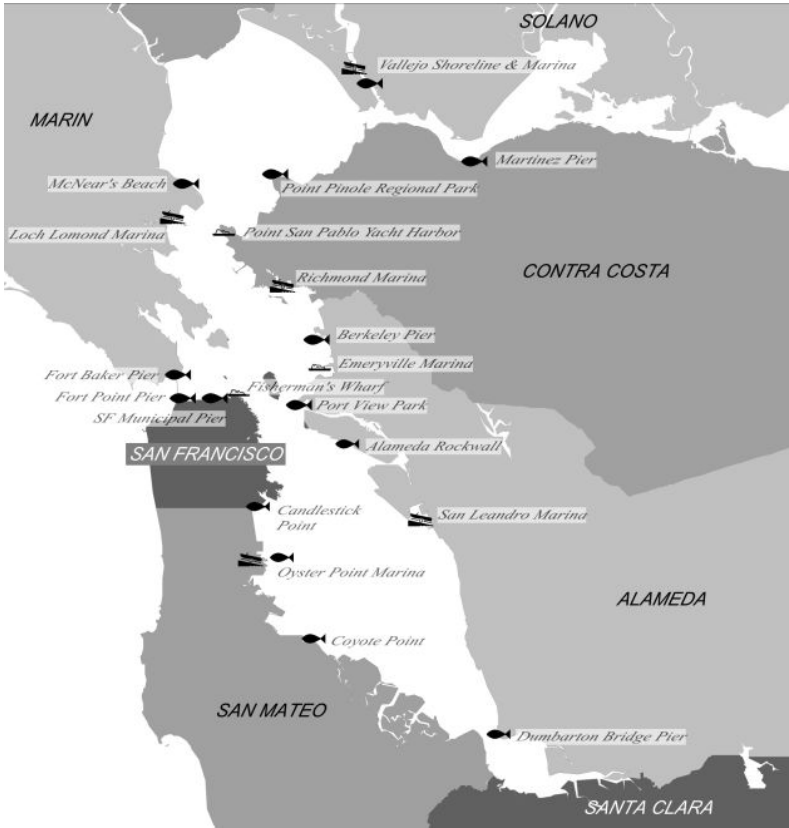 SOLANO
Vallejo Shoreline & Marina
MARIN
Martinez Pier
McNear's Beach
Point Pinole Regional Park
Loch Lomond Marina
Point San Pablo Yacht Harbor
CONTRA COSTA
Richmond Marina
Berkeley Pier
Emeryville Marina
Fort Baker Pier
Fisherman's Wharf
Fort Point Pier
Port View Park
SF Municipal Pier
Alameda Rockwall
SAN FRANCISCO
Candlestick
Point
San Leandro Marina
Oyster Point Marina
ALAMEDA
Coyote Point
SAN MATEO
Dumbarton Bridge Pier
SANTA CLARA